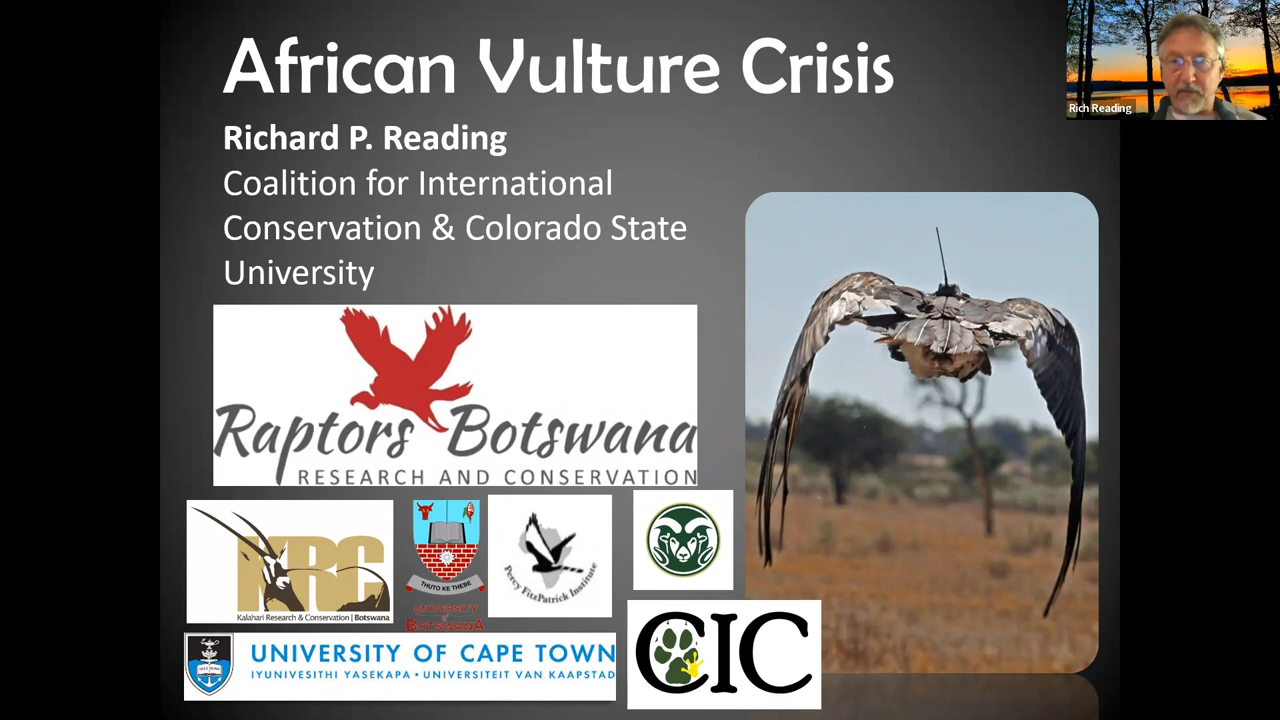 African Vulture Crisis
Rich Reading
Richard P. Reading
Coalition for International
Conservation & Colorado State
University
Raptors Botswana
RESEARCH AND CONSERVATION
KRC
Kalahari Research & Conservation | Botswana
THUTO KE THEBE
UNIVERSITY
of
BOTSWANA
Percy FitzPatrick Institute
UNIVERSITY OF CAPE TOWN
IYUNIVESITHI YASEKAPA • UNIVERSITEIT VAN KAAPSTAD
CIC